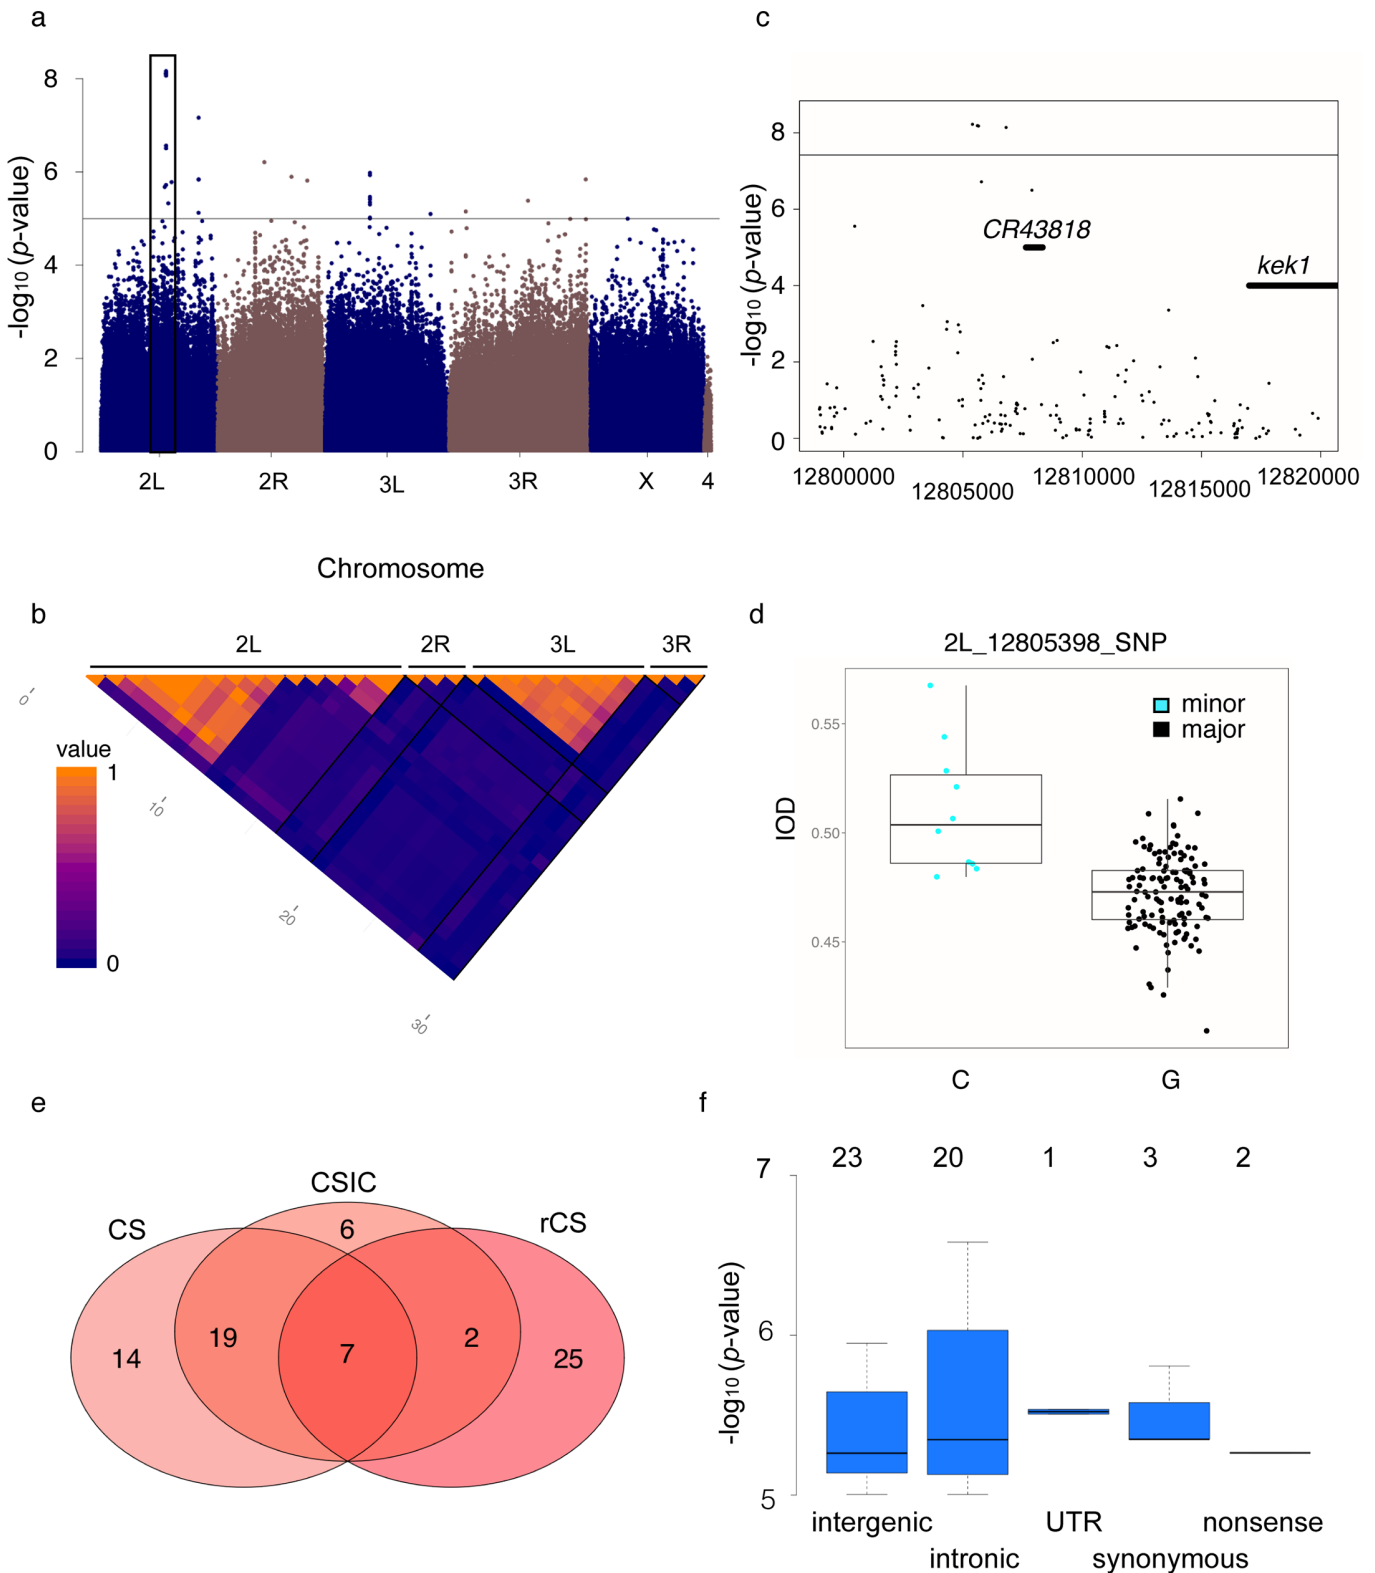 a
8
6
4
2
0
-log10 (p-value)
2L
2R
3L
3R
X
4
Chromosome
c
8
6
4
2
0
-log10 (p-value)
CR43818
kek1
12800000
12805000
12810000
12815000
12820000
b
2L
2R
3L
3R
0
10
20
30
value
1
0
d
2L_12805398_SNP
minor
major
0.55
0.50
0.45
IOD
C
G
e
CSIC
CS
rCS
6
19
7
2
14
25
f
23
20
1
3
2
7
6
5
-log10 (p-value)
intergenic
intronic
UTR
synonymous
nonsense